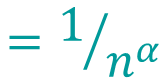 = 1/n^α